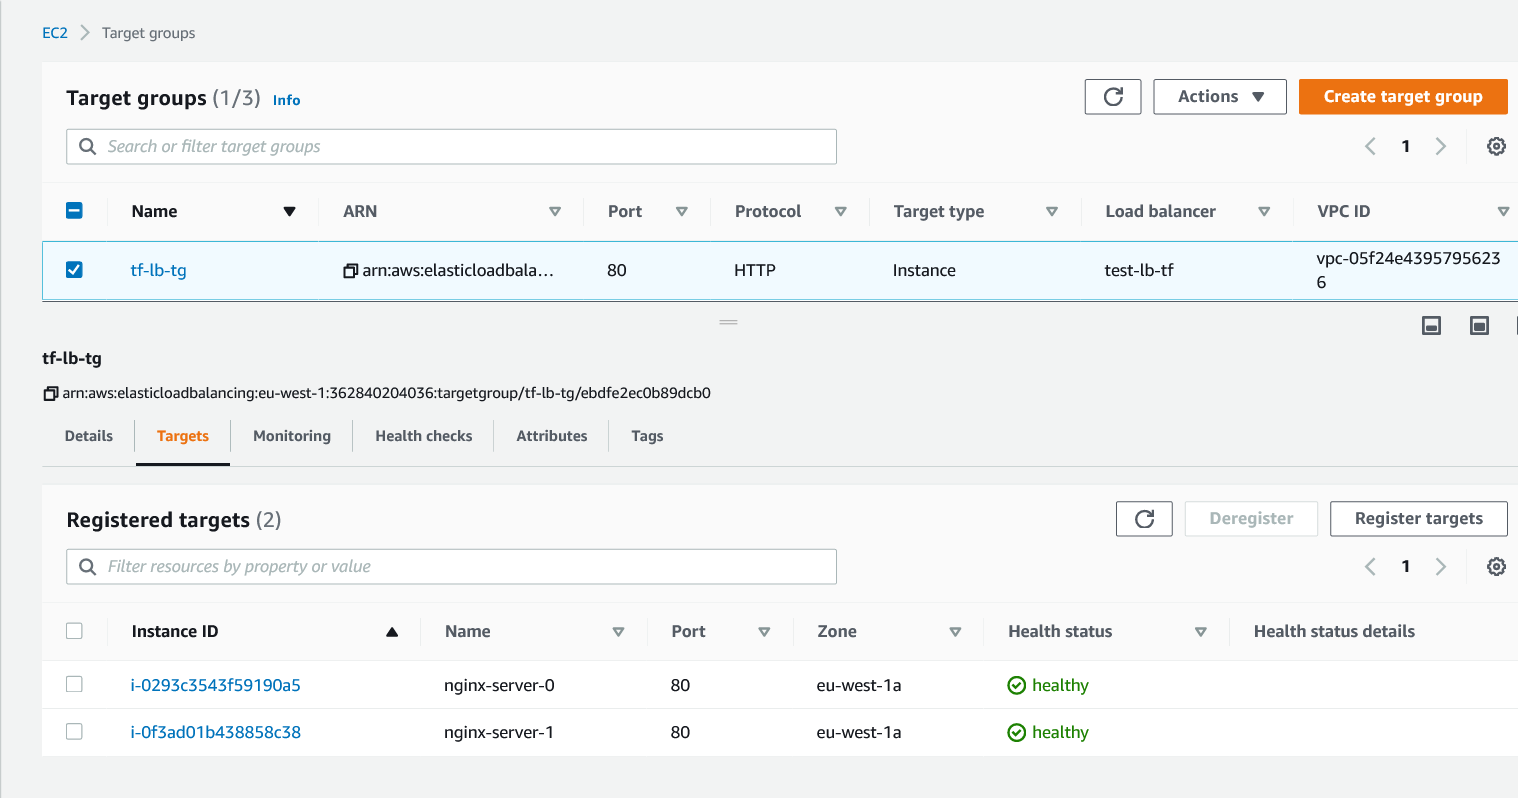 EC2 Target groups
Target groups (1/3) Info
Actions Create target group
Search or filter target groups
1
Name ARN Port Protocol Target type Load balancer VPC ID
tf-lb-tg arn:aws:elasticloadbala... 80 HTTP Instance test-lb-tf vpc-05f24e4395795623
6
tf-lb-tg
arn:aws:elasticloadbalancing:eu-west-1:362840204036:targetgroup/tf-lb-tg/ebdfe2ec0b89dcb0
Details Targets Monitoring Health checks Attributes Tags
Registered targets (2)
Deregister Register targets
Filter resources by property or value
1
Instance ID Name Port Zone Health status Health status details
i-0293c3543f59190a5 nginx-server-0 80 eu-west-1a healthy
i-0f3ad01b438858c38 nginx-server-1 80 eu-west-1a healthy